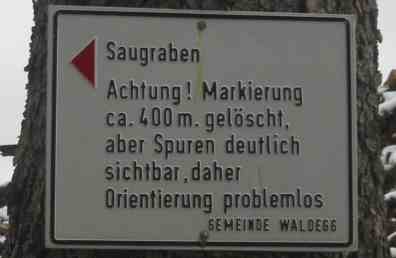 Saugraben
Achtung! Markierung
ca. 400 m. gelöscht,
aber Spuren deutlich
sichtbar, daher
Orientierung problemlos
GEMEINDE WALDEGG